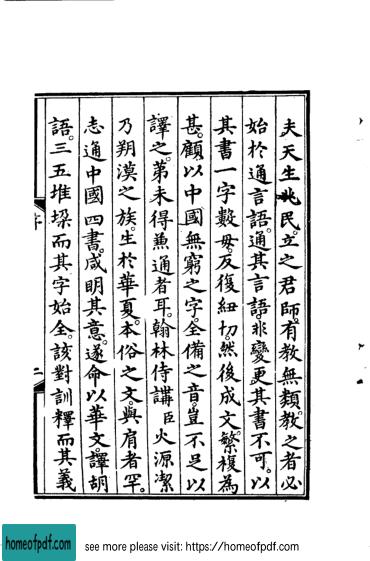 夫天生兆民。立之君師。有教無類。教之者必
始於通言語。通其言語。非變更其書不可。以
其書一字數毋。反復紐切。然後成文。繁複為
甚。顧以中國無窮之字。全備之音。豈不足以
譯之。第未得兼通者耳。翰林侍講臣火源潔
乃朔漠之族。生於華夏。本俗之文。與肩者罕。
志通中國四書。咸明其意。遂命以華文。譯胡
語。三五堆垜而其字始全。該對訓釋而其義
序
二
homeofpdf.com
see more please visit: https://homeofpdf.com